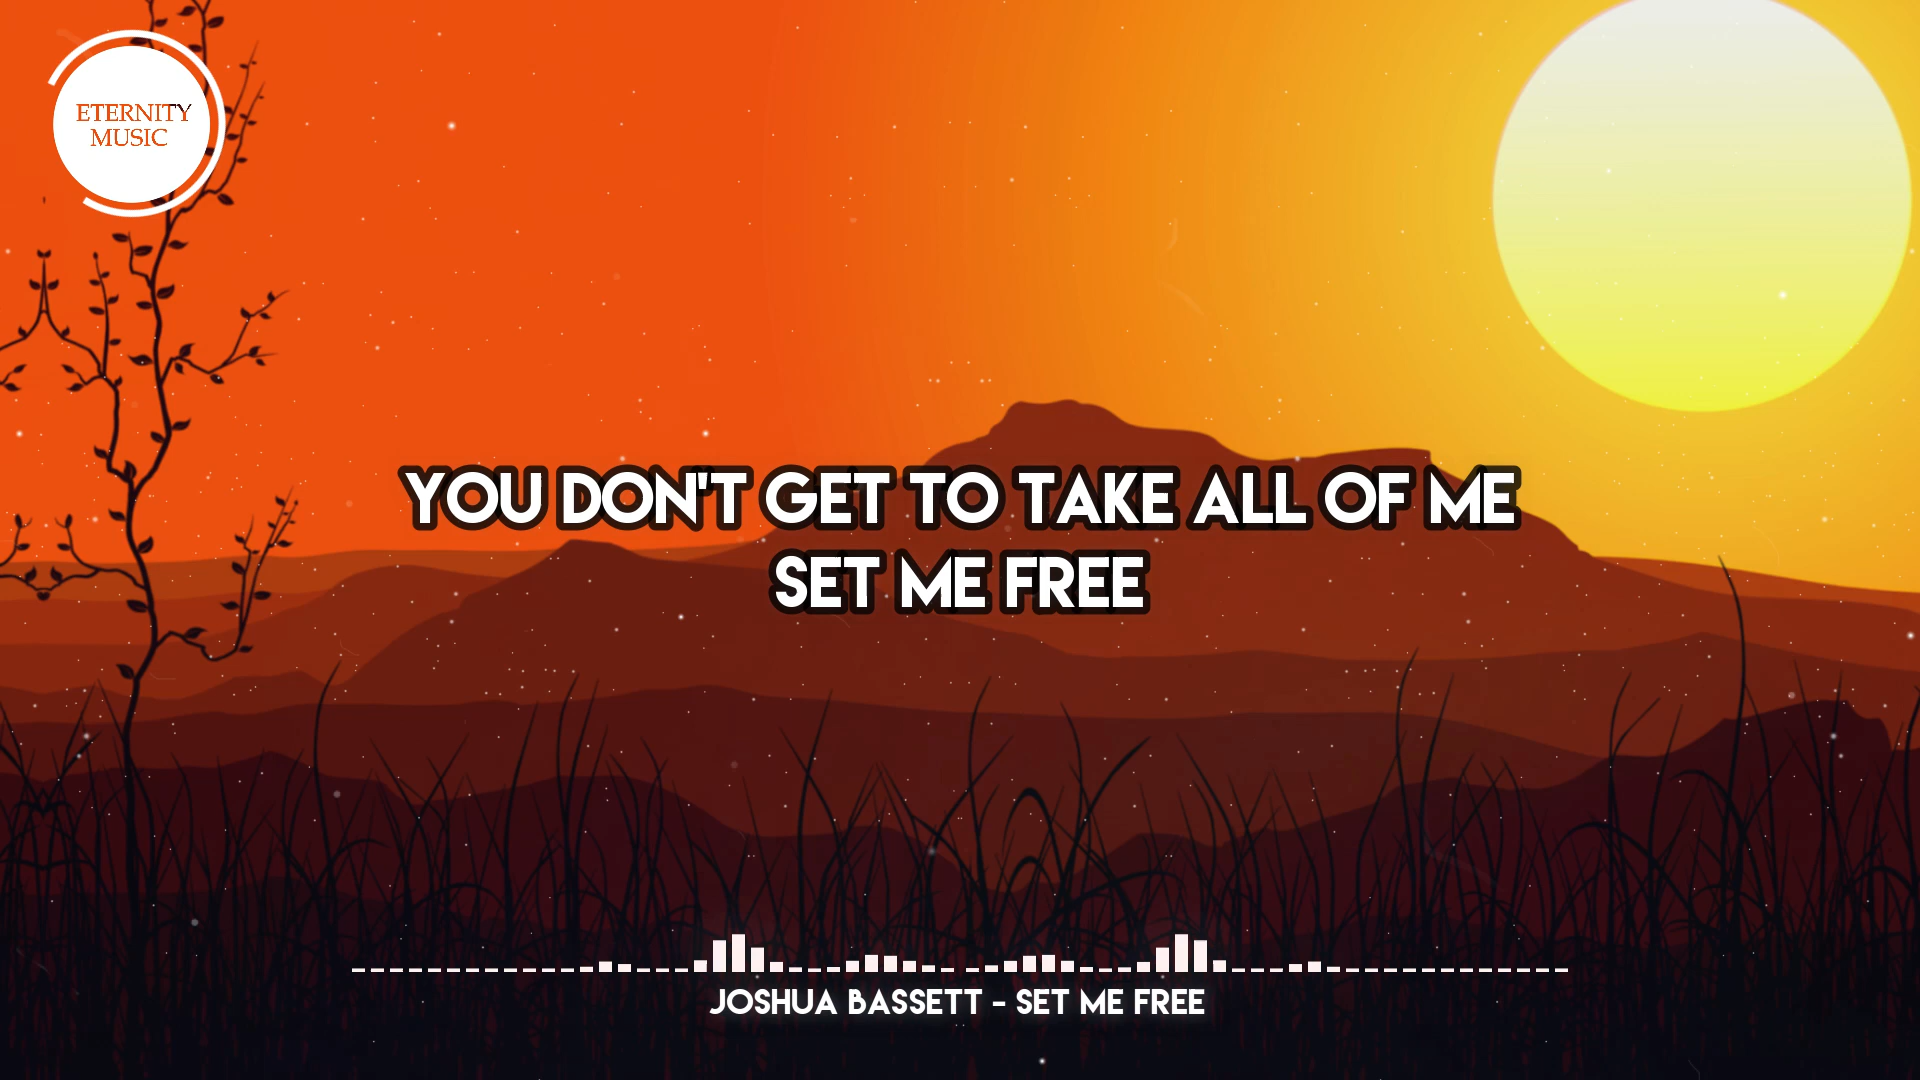 ETERNITY
MUSIC
YOU DON'T GET TO TAKE ALL OF ME
SET ME FREE
JOSHUA BASSETT - SET ME FREE